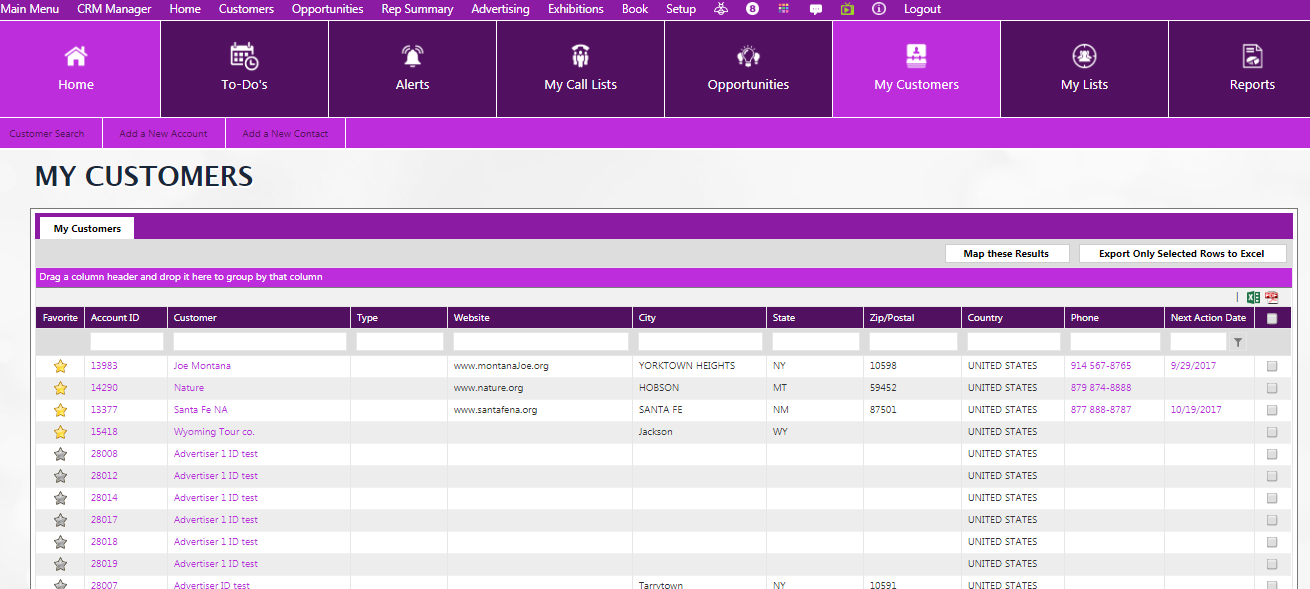 Main Menu CRM Manager Home Customers Opportunities Rep Summary Advertising Exhibitions Book Setup 8 Logout
Home To-Do's Alerts My Call Lists Opportunities My Customers My Lists Reports
Customer Search Add a New Account Add a New Contact
MY CUSTOMERS
My Customers
Map these Results Export Only Selected Rows to Excel
Drag a column header and drop it here to group by that column
Favorite Account ID Customer Type Website City State Zip/Postal Country Phone Next Action Date
13983 Joe Montana www.montanaJoe.org YORKTOWN HEIGHTS NY 10598 UNITED STATES 914 567-8765 9/29/2017
14290 Nature www.nature.org HOBSON MT 59452 UNITED STATES 879 874-8888
13377 Santa Fe NA www.santafena.org SANTA FE NM 87501 UNITED STATES 877 888-8787 10/19/2017
15418 Wyoming Tour co. Jackson WY UNITED STATES
28008 Advertiser 1 ID test UNITED STATES
28012 Advertiser 1 ID test UNITED STATES
28014 Advertiser 1 ID test UNITED STATES
28017 Advertiser 1 ID test UNITED STATES
28018 Advertiser 1 ID test UNITED STATES
28019 Advertiser 1 ID test UNITED STATES
28007 Advertiser ID test Tarrytown NY 10591 UNITED STATES